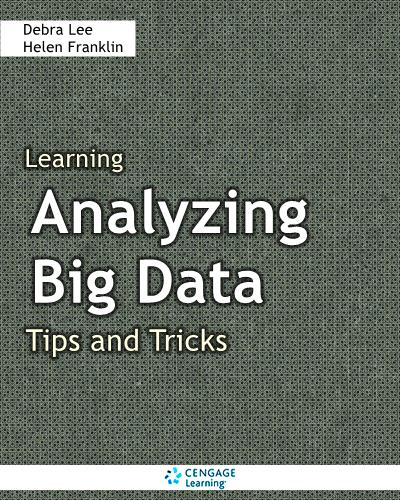 Debra Lee
Helen Franklin
Learning
Analyzing
Big Data
Tips and Tricks
CENGAGE
Learning